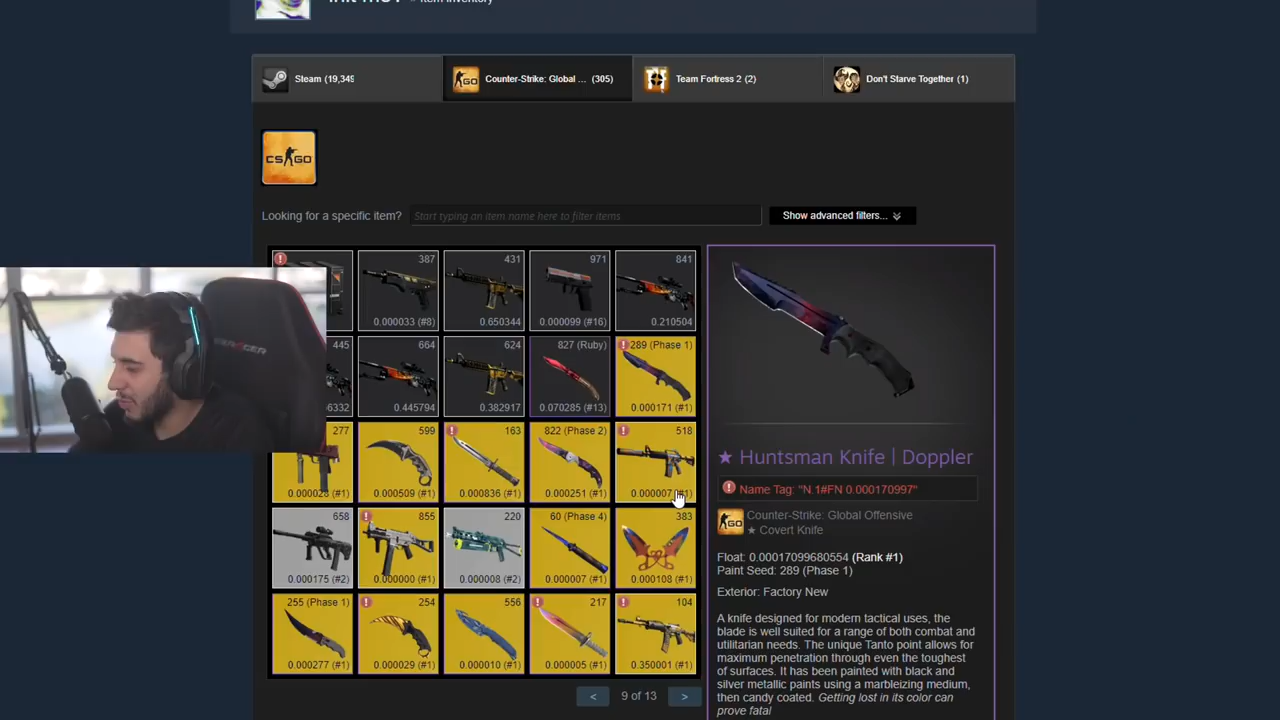 » Item Inventory
Steam (19,349
Counter-Strike: Global ... (305)
Team Fortress 2 (2)
Don't Starve Together (1)
CS GO
Looking for a specific item?
Start typing an item name here to filter items
Show advanced filters...
387
431
971
841
0.000033 (#8)
0.650344
0.000099 (#16)
0.210504
445
664
624
827 (Ruby)
289 (Phase 1)
6332
0.445794
0.382917
0.070285 (#13)
0.000171 (#1)
277
599
163
822 (Phase 2)
518
0.000028 (#1)
0.000509 (#1)
0.000836 (#1)
0.000251 (#1)
0.000007 (#1)
658
855
220
60 (Phase 4)
383
0.000175 (#2)
0.000000 (#1)
0.000008 (#2)
0.000007 (#1)
0.000108 (#1)
255 (Phase 1)
254
556
217
104
0.000277 (#1)
0.000029 (#1)
0.000010 (#1)
0.000005 (#1)
0.350001 (#1)
< 9 of 13 >
★ Huntsman Knife | Doppler
Name Tag: "N.1#FN 0.000170997"
Counter-Strike: Global Offensive
★ Covert Knife
Float: 0.00017099680554 (Rank #1)
Paint Seed: 289 (Phase 1)
Exterior: Factory New
A knife designed for modern tactical uses, the
blade is well suited for a range of both combat and
utilitarian needs. The unique Tanto point allows for
maximum penetration through even the toughest
of surfaces. It has been painted with black and
silver metallic paints using a marbleizing medium,
then candy coated. Getting lost in its color can
prove fatal